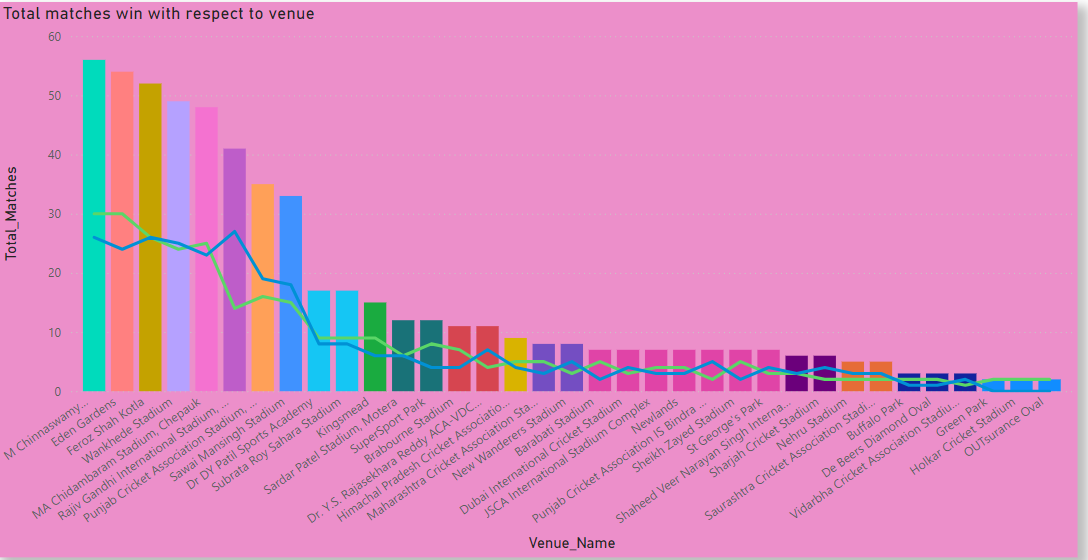 Total matches win with respect to venue
60
50
40
30
20
10
0
Total_Matches
M Chinnaswamy...
Eden Gardens
Feroz Shah Kotla
Wankhede Stadium
MA Chidambaram Stadium, Chepauk
Rajiv Gandhi International Stadium, ...
Punjab Cricket Association Stadium, ...
Sawai Mansingh Stadium
Dr DY Patil Sports Academy
Subrata Roy Sahara Stadium
Kingsmead
Sardar Patel Stadium, Motera
SuperSport Park
Brabourne Stadium
Dr. Y.S. Rajasekhara Reddy ACA-VDC...
Himachal Pradesh Cricket Associatio...
Maharashtra Cricket Association Sta...
New Wanderers Stadium
Barabati Stadium
Dubai International Cricket Stadium
JSCA International Stadium Complex
Newlands
Punjab Cricket Association IS Bindra ...
Sheikh Zayed Stadium
St George's Park
Shaheed Veer Narayan Singh Interna...
Sharjah Cricket Stadium
Nehru Stadium
Saurashtra Cricket Association Stadi...
Buffalo Park
De Beers Diamond Oval
Vidarbha Cricket Association Stadiu...
Green Park
Holkar Cricket Stadium
OUTsurance Oval
Venue_Name